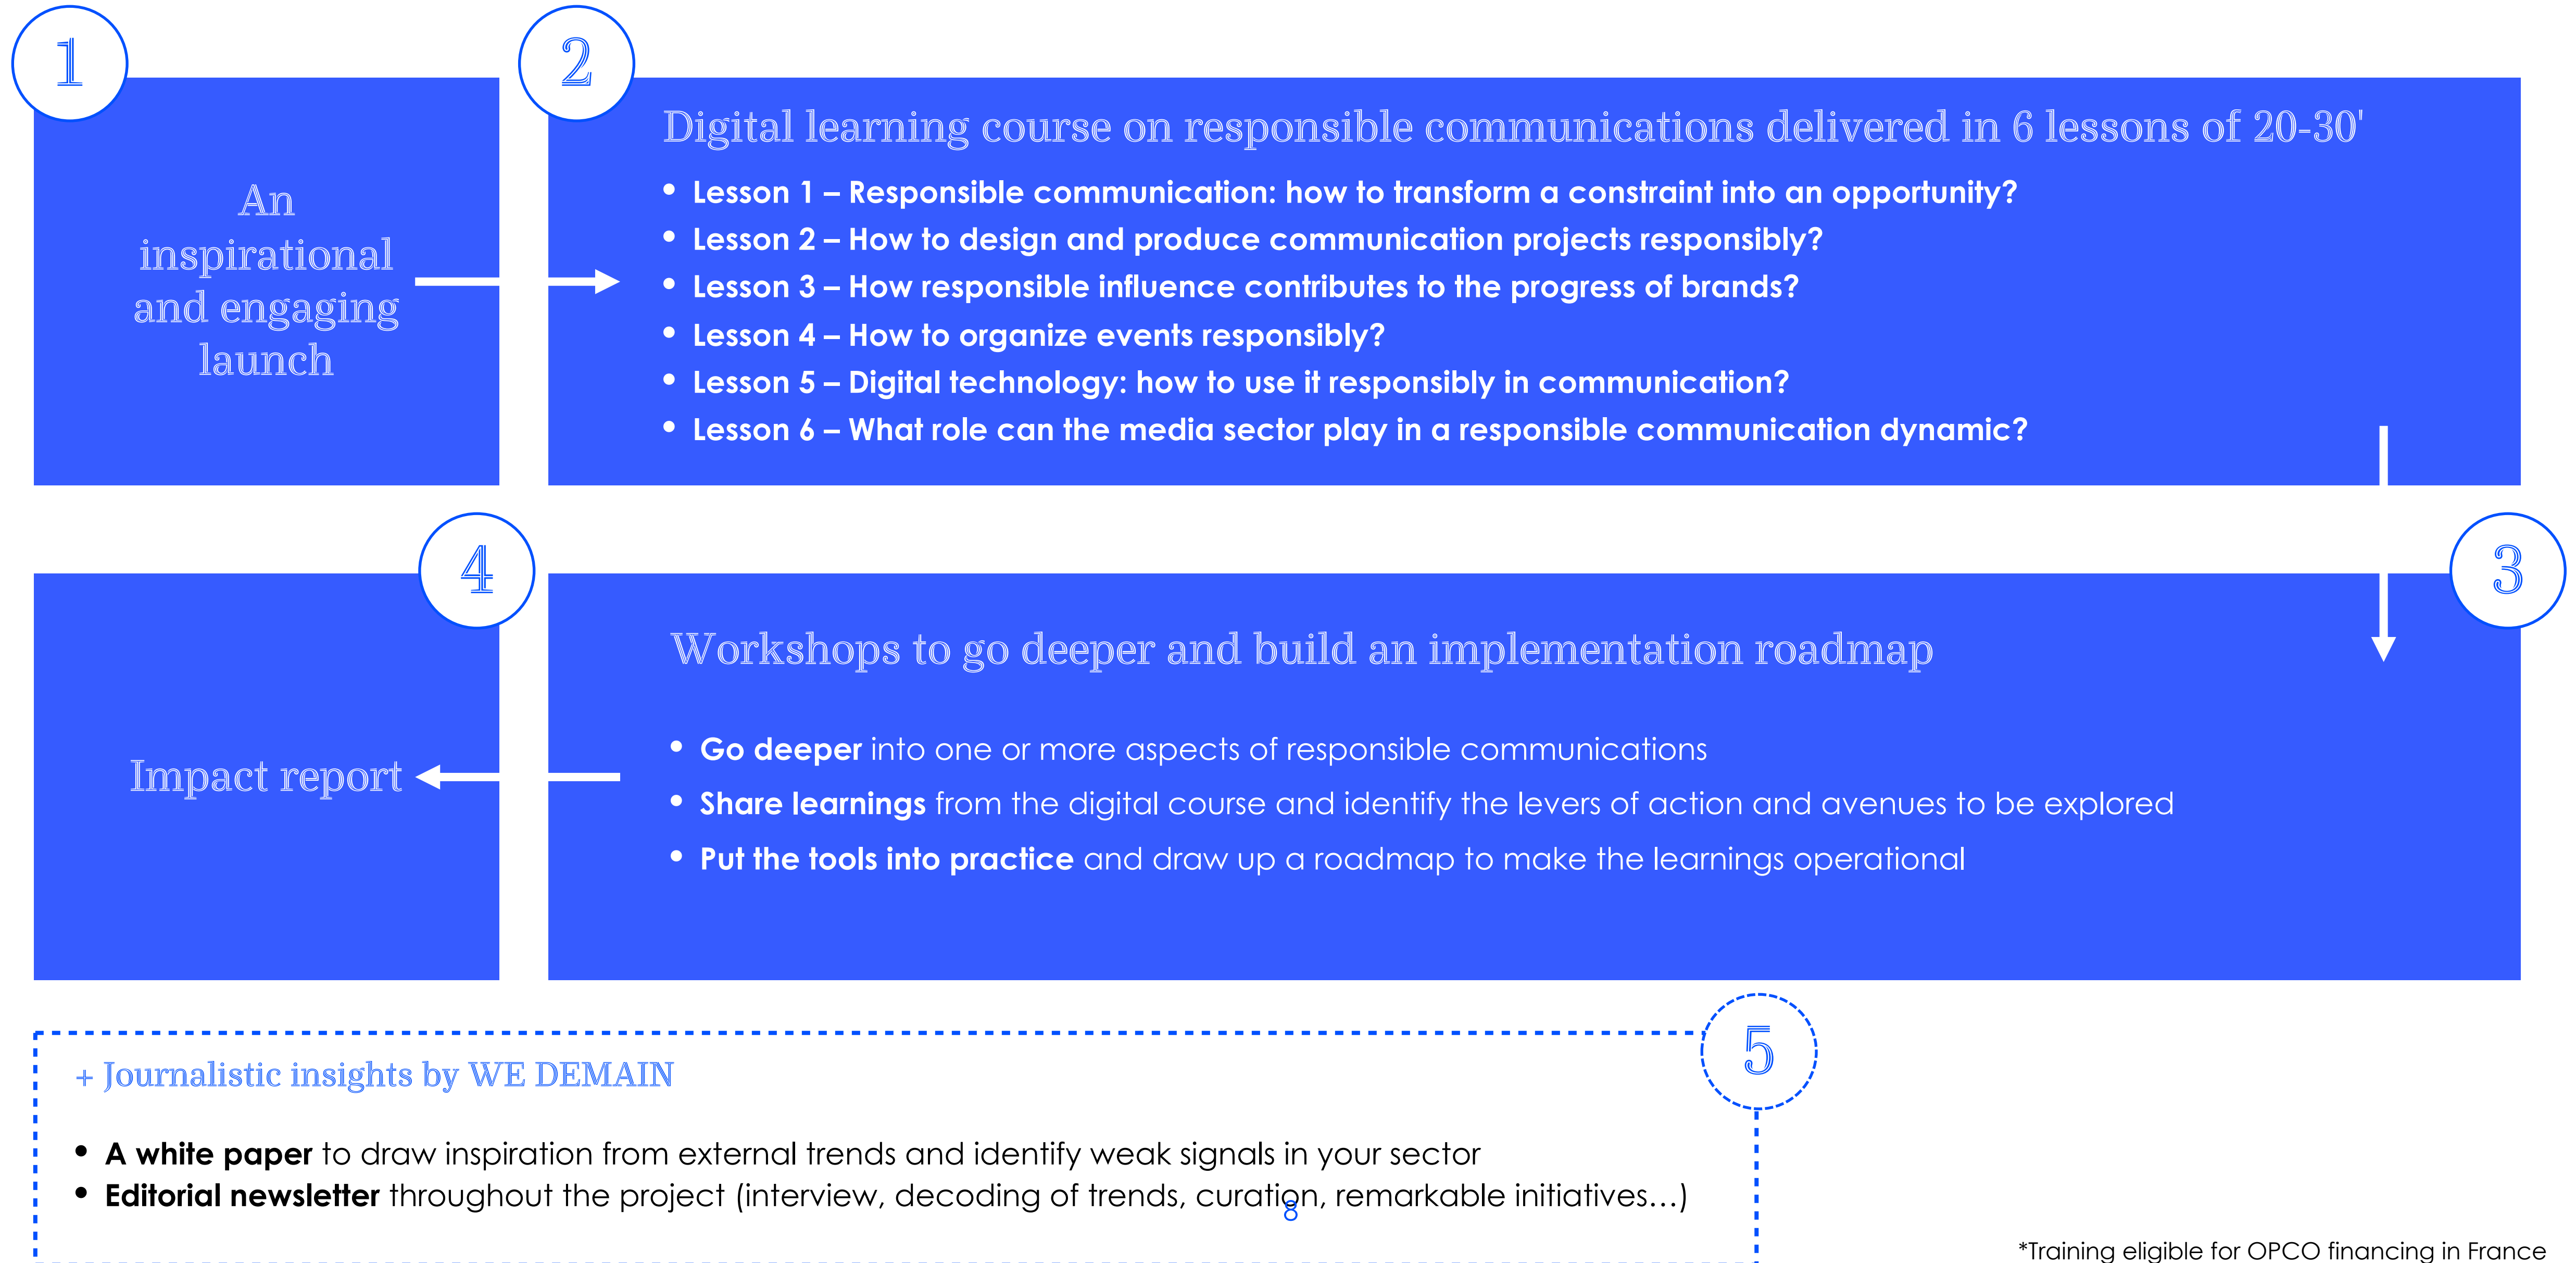 1
An
inspirational
and engaging
launch
2
Digital learning course on responsible communications delivered in 6 lessons of 20-30'
• Lesson 1 – Responsible communication: how to transform a constraint into an opportunity?
• Lesson 2 – How to design and produce communication projects responsibly?
• Lesson 3 – How responsible influence contributes to the progress of brands?
• Lesson 4 – How to organize events responsibly?
• Lesson 5 – Digital technology: how to use it responsibly in communication?
• Lesson 6 – What role can the media sector play in a responsible communication dynamic?
3
Workshops to go deeper and build an implementation roadmap
• Go deeper into one or more aspects of responsible communications
• Share learnings from the digital course and identify the levers of action and avenues to be explored
• Put the tools into practice and draw up a roadmap to make the learnings operational
4
Impact report
5
+ Journalistic insights by WE DEMAIN
• A white paper to draw inspiration from external trends and identify weak signals in your sector
• Editorial newsletter throughout the project (interview, decoding of trends, curation, remarkable initiatives…)
8
*Training eligible for OPCO financing in France